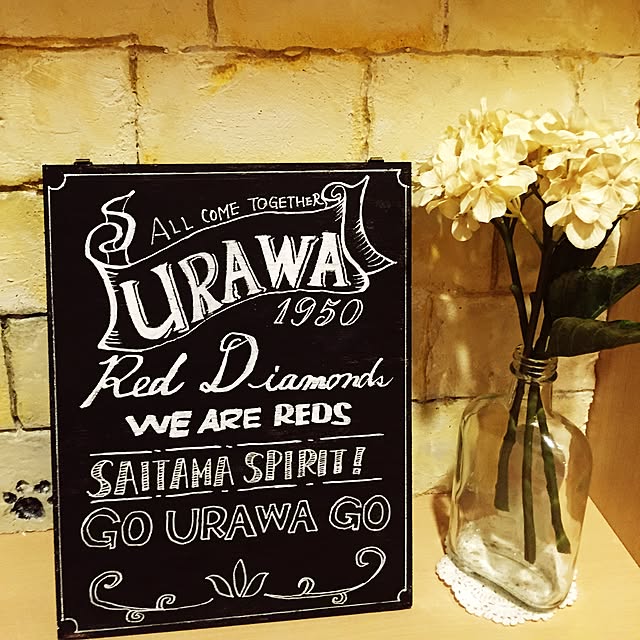 ALL COME TOGETHER
URAWA
1950
Red Diamonds
WE ARE REDS
SAITAMA SPIRIT!
GO URAWA GO